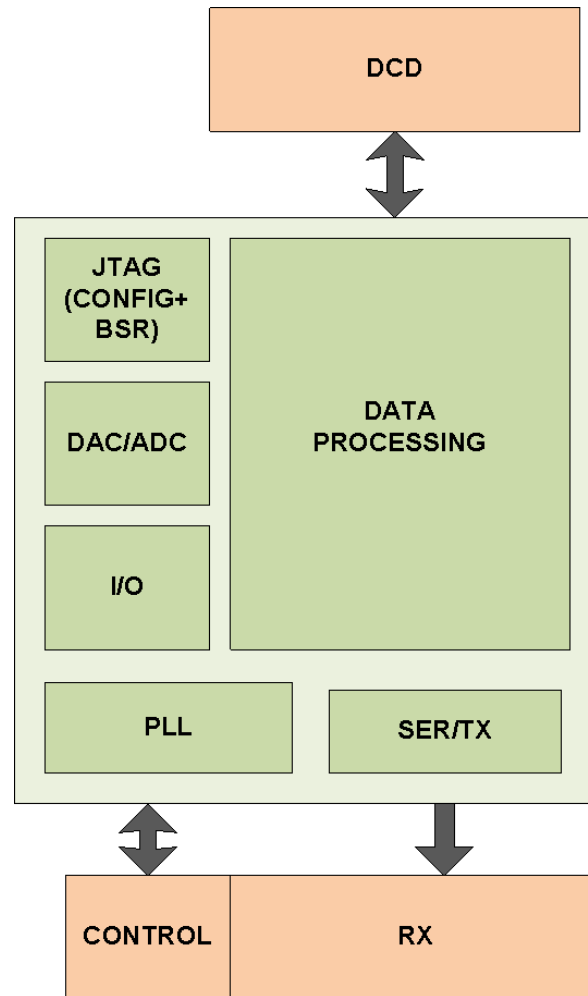 DCD
JTAG
(CONFIG+
BSR)
DAC/ADC
DATA
PROCESSING
I/O
PLL
SER/TX
CONTROL
RX